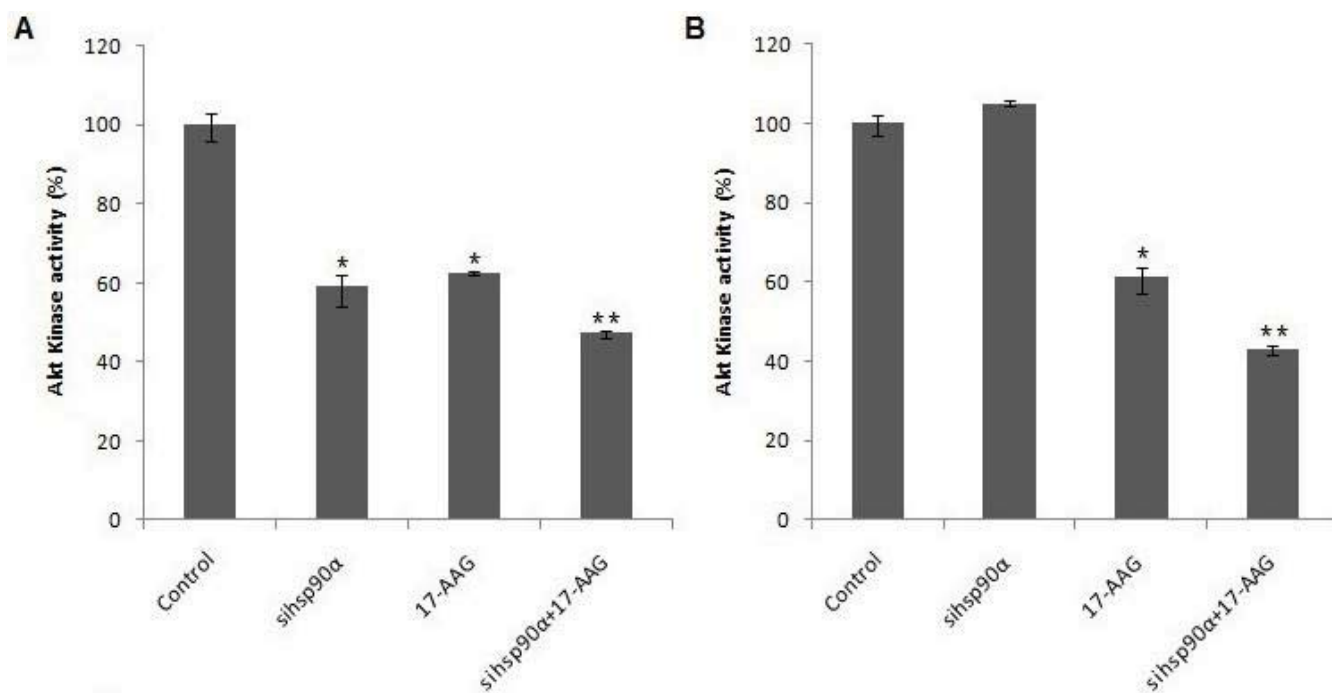 A
Akt Kinase activity (%)
120
100
80
60
40
20
0
*
*
**
Control
sihsp90α
17-AAG
sihsp90α+17-AAG
B
Akt Kinase activity (%)
120
100
80
60
40
20
0
*
**
Control
sihsp90α
17-AAG
sihsp90α+17-AAG